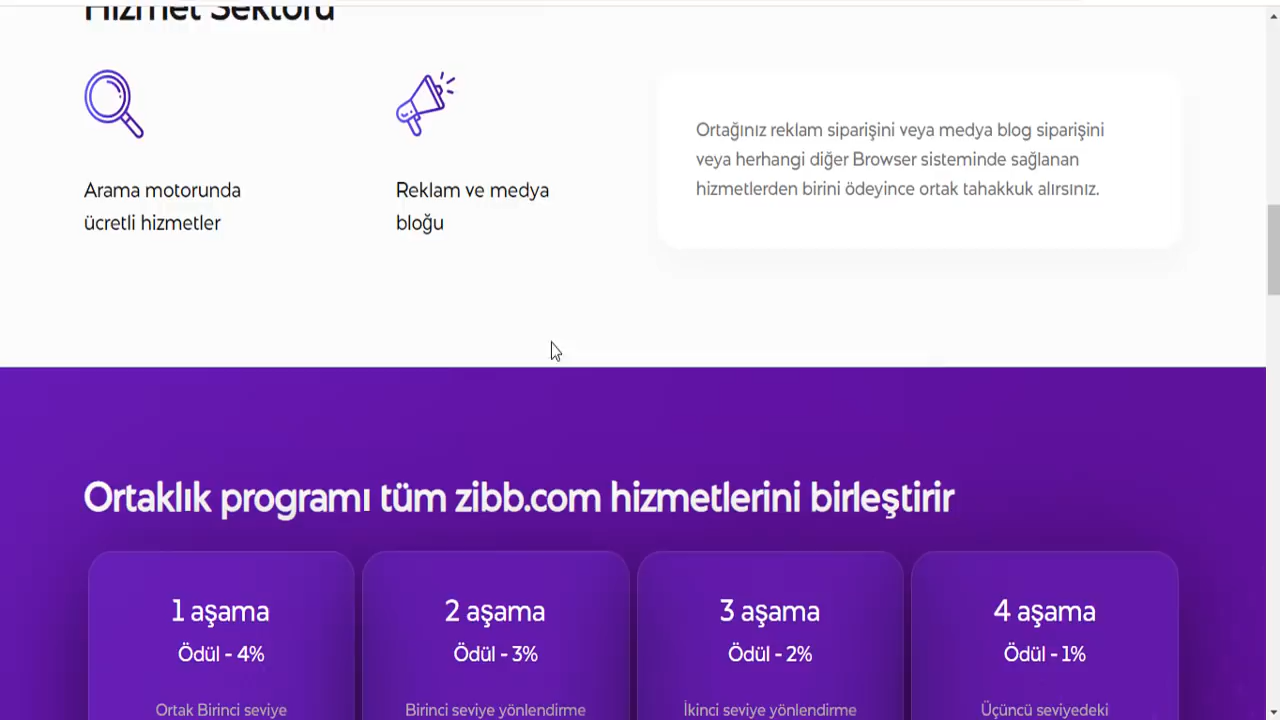 Hizmet Sektörü
Arama motorunda
ücretli hizmetler
Reklam ve medya
bloğu
Ortağınız reklam siparişini veya medya blog siparişini
veya herhangi diğer Browser sisteminde sağlanan
hizmetlerden birini ödeyince ortak tahakkuk alırsınız.
Ortaklık programı tüm zibb.com hizmetlerini birleştirir
1 aşama
Ödül - 4%
Ortak Birinci seviye
2 aşama
Ödül - 3%
Birinci seviye yönlendirme
3 aşama
Ödül - 2%
İkinci seviye yönlendirme
4 aşama
Ödül - 1%
Üçüncü seviyedeki